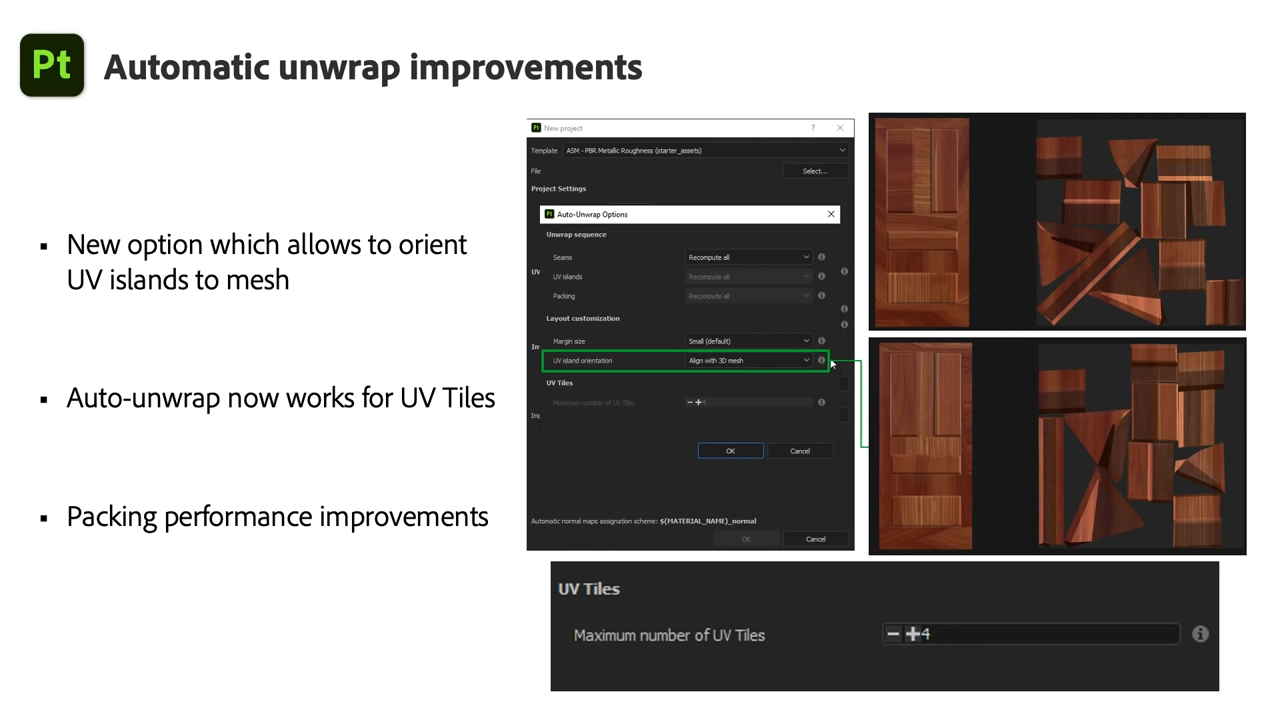 Pt Automatic unwrap improvements
▪ New option which allows to orient
UV islands to mesh
▪ Auto-unwrap now works for UV Tiles
▪ Packing performance improvements
Pt New project ? ×
Template ASM - PBR Metallic Roughness (starter_assets)
File Select...
Project Settings
Pt Auto-Unwrap Options ×
Unwrap sequence
Seams Recompute all
UV
UV islands Recompute all
Packing Recompute all
Layout customization
Margin size Small (default)
UV island orientation Align with 3D mesh
UV Tiles
Maximum number of UV Tiles 4
OK Cancel
Automatic normal maps assignation scheme: $(MATERIAL_NAME)_normal
OK Cancel
UV Tiles
Maximum number of UV Tiles − + 4